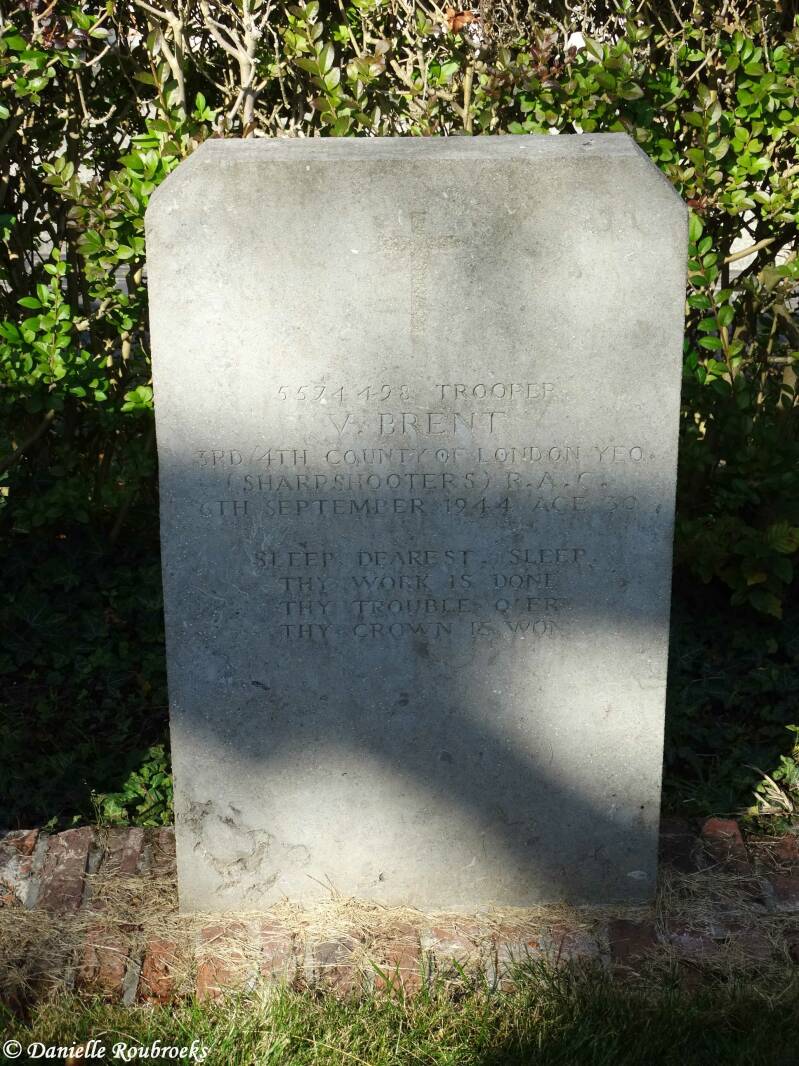 5574498 TROOPER
V. BRENT
3RD/4TH COUNTY OF LONDON YEO.
(SHARPSHOOTERS) R.A.C.
6TH SEPTEMBER 1944 AGE 30
SLEEP DEAREST, SLEEP,
THY WORK IS DONE
THY TROUBLE O'ER
THY CROWN IS WON
© Danielle Roubroeks